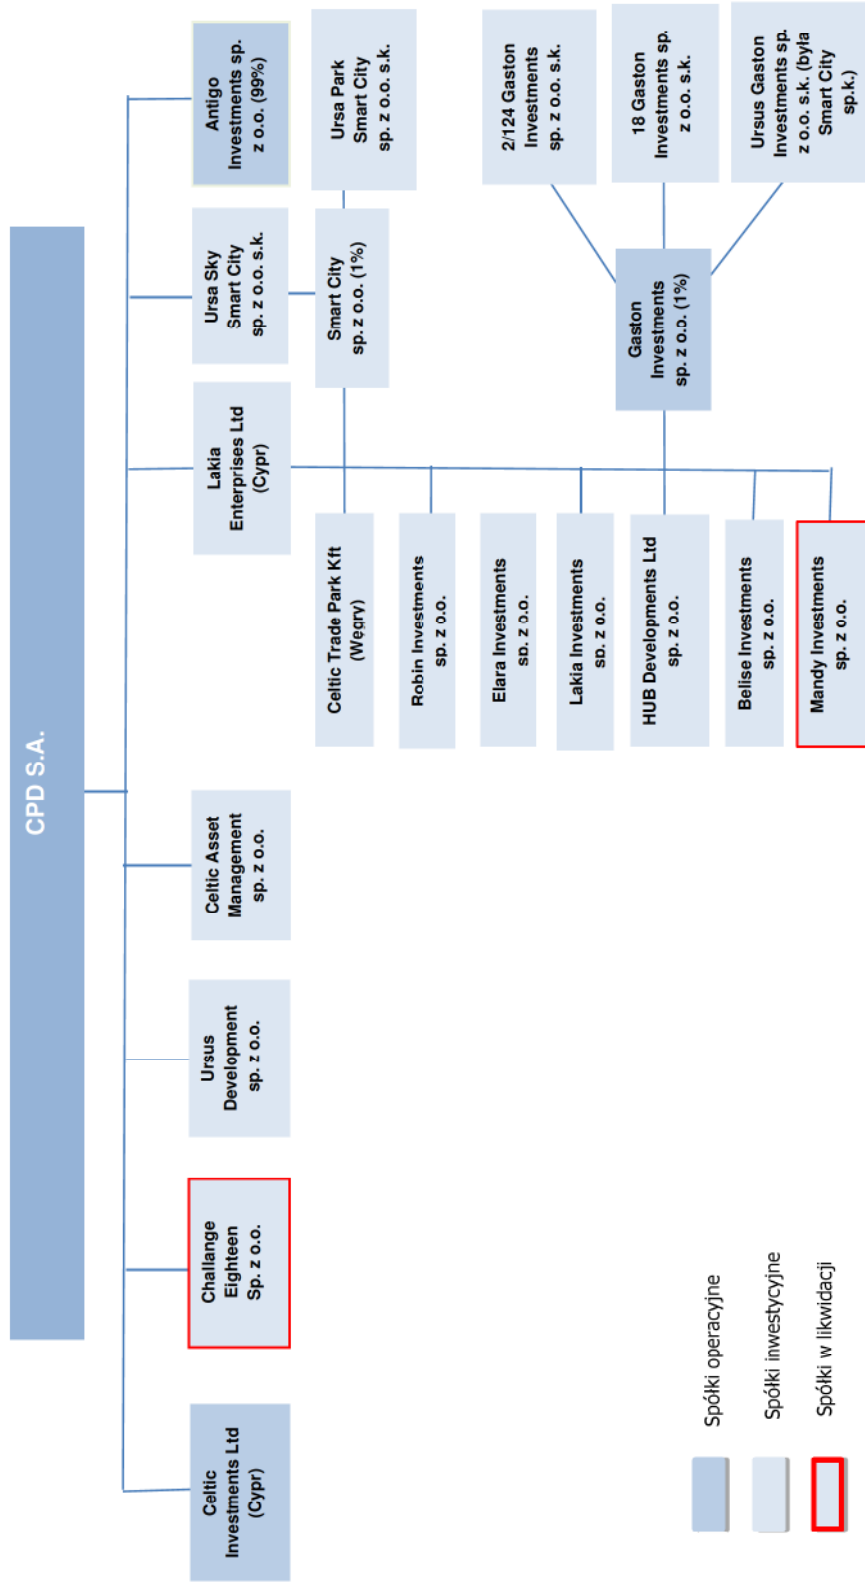 CPD S.A.
Celtic
Investments Ltd
(Cypr)
Challange
Eighteen
Sp. z o.o.
Ursus
Development
sp. z o.o.
Celtic Asset
Management
sp. z o.o.
Lakia
Enterprises Ltd
(Cypr)
Ursa Sky
Smart City
sp. z o.o. s.k.
Antigo
Investments sp.
z o.o. (99%)
Celtic Trade Park Kft
(Węgry)
Smart City
sp. z o.o. (1%)
Ursa Park
Smart City
sp. z o.o. s.k.
Robin Investments
sp. z o.o.
Elara Investments
sp. z o.o.
Lakia Investments
sp. z o.o.
HUB Developments Ltd
sp. z o.o.
Belise Investments
sp. z o.o.
Mandy Investments
sp. z o.o.
Gaston
Investments
sp. z o.o. (1%)
2/124 Gaston
Investments
sp. z o.o. s.k.
18 Gaston
Investments sp.
z o.o. s.k.
Ursus Gaston
Investments sp.
z o.o. s.k. (była
Smart City
sp.k.)
Spółki operacyjne
Spółki inwestycyjne
Spółki w likwidacji